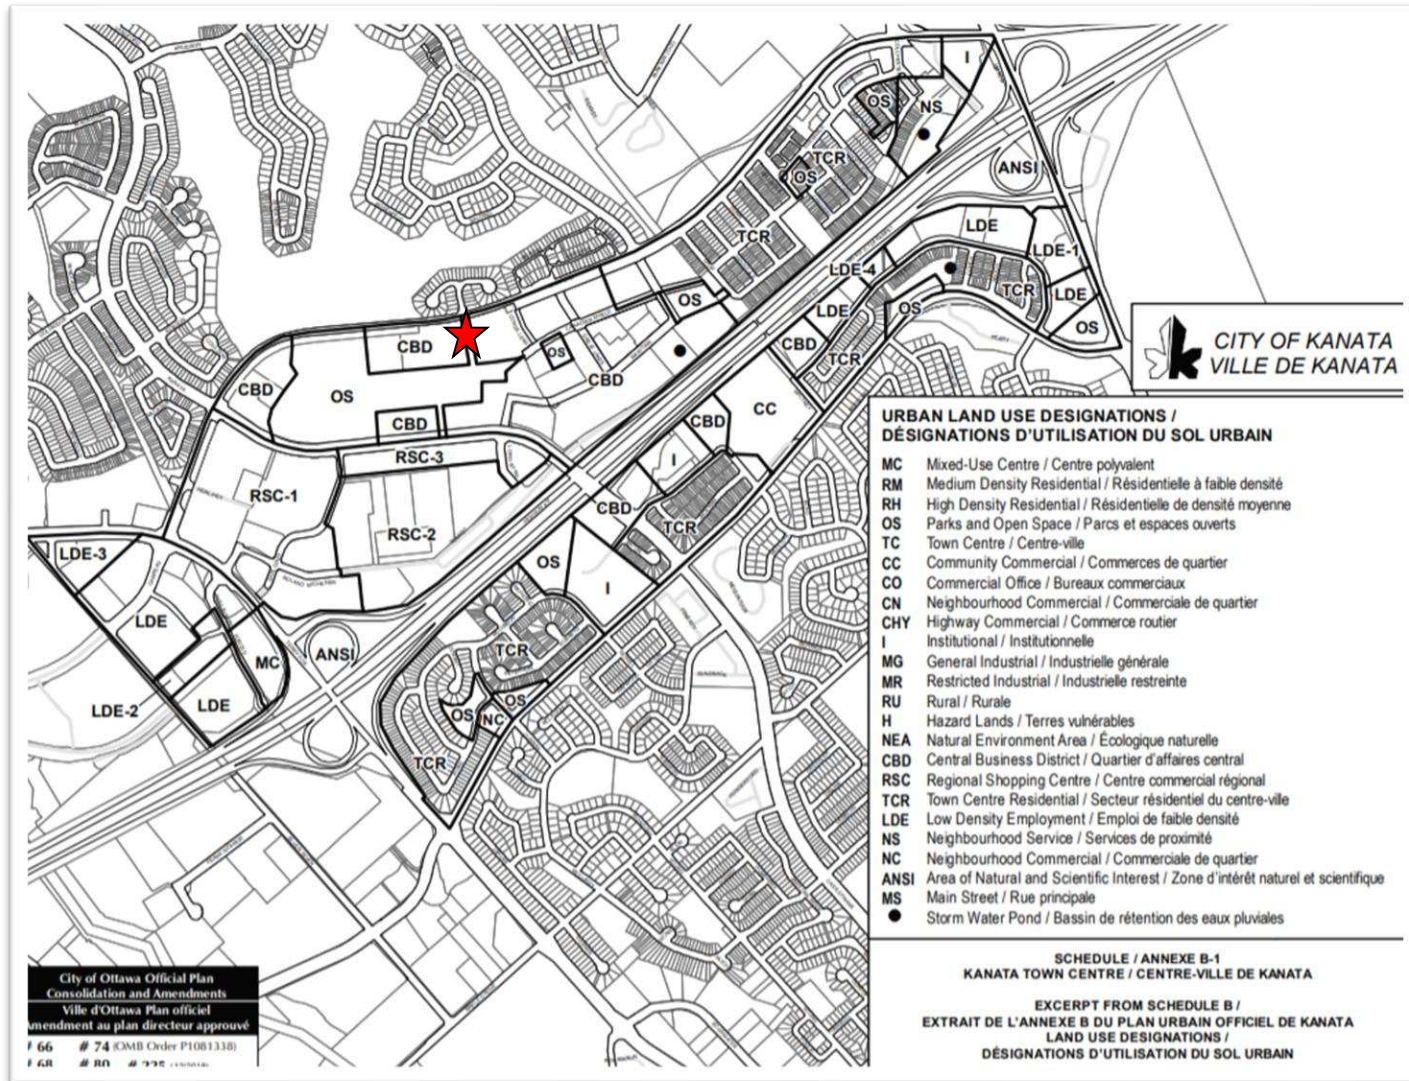 I
OS
NS
TCR
OS
ANSI
TCR
LDE
LDE-1
LDE-4
OS
LDE
TCR
LDE
OS
OS
CBD
OS
CBD
TCR
CBD
OS
CBD
CBD
CC
CBD
CBD
RSC-3
I
RSC-1
CBD
TCR
RSC-2
LDE-3
OS
I
LDE
TCR
MC
ANSI
LDE-2
LDE
OS
OS
NC
TCR
CITY OF KANATA
VILLE DE KANATA
URBAN LAND USE DESIGNATIONS /
DÉSIGNATIONS D'UTILISATION DU SOL URBAIN
MC Mixed-Use Centre / Centre polyvalent
RM Medium Density Residential / Résidentielle à faible densité
RH High Density Residential / Résidentielle de densité moyenne
OS Parks and Open Space / Parcs et espaces ouverts
TC Town Centre / Centre-ville
CC Community Commercial / Commerces de quartier
CO Commercial Office / Bureaux commerciaux
CN Neighbourhood Commercial / Commerciale de quartier
CHY Highway Commercial / Commerce routier
I Institutional / Institutionnelle
MG General Industrial / Industrielle générale
MR Restricted Industrial / Industrielle restreinte
RU Rural / Rurale
H Hazard Lands / Terres vulnérables
NEA Natural Environment Area / Écologique naturelle
CBD Central Business District / Quartier d'affaires central
RSC Regional Shopping Centre / Centre commercial régional
TCR Town Centre Residential / Secteur résidentiel du centre-ville
LDE Low Density Employment / Emploi de faible densité
NS Neighbourhood Service / Services de proximité
NC Neighbourhood Commercial / Commerciale de quartier
ANSI Area of Natural and Scientific Interest / Zone d'intérêt naturel et scientifique
MS Main Street / Rue principale
Storm Water Pond / Bassin de rétention des eaux pluviales
SCHEDULE / ANNEXE B-1
KANATA TOWN CENTRE / CENTRE-VILLE DE KANATA
EXCERPT FROM SCHEDULE B /
EXTRAIT DE L'ANNEXE B DU PLAN URBAIN OFFICIEL DE KANATA
LAND USE DESIGNATIONS /
DÉSIGNATIONS D'UTILISATION DU SOL URBAIN
City of Ottawa Official Plan
Consolidation and Amendments
Ville d'Ottawa Plan officiel
mendment au plan directeur approuvé
# 66 # 74 (OMB Order P1081338)
# 68 # 80 # 225